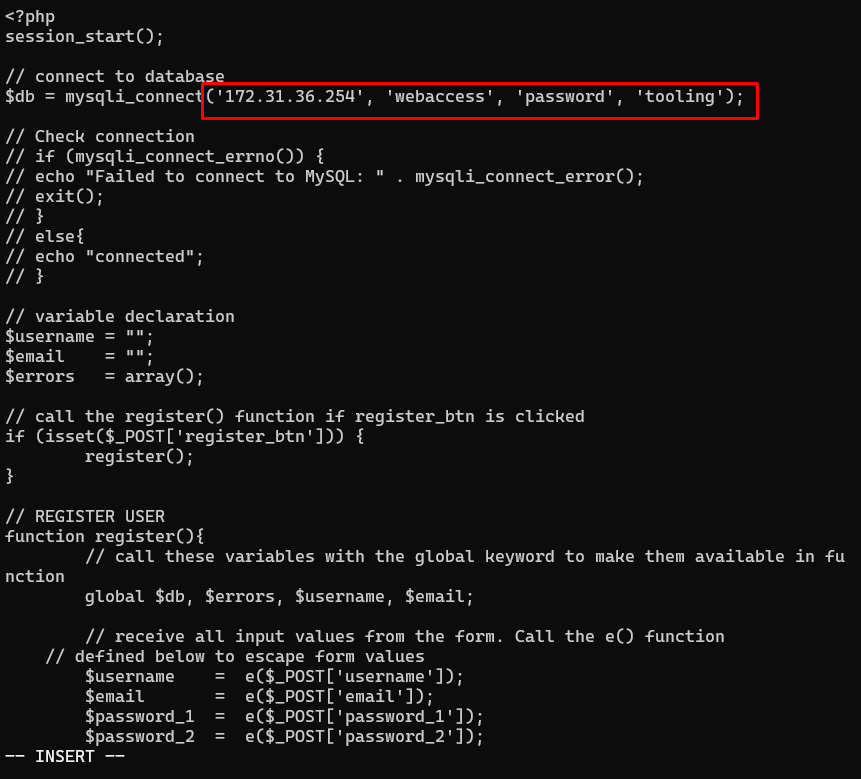 <?php
session_start();

// connect to database
$db = mysqli_connect('172.31.36.254', 'webaccess', 'password', 'tooling');

// Check connection
// if (mysqli_connect_errno()) {
// echo "Failed to connect to MySQL: " . mysqli_connect_error();
// exit();
// }
// else{
// echo "connected";
// }

// variable declaration
$username = "";
$email    = "";
$errors   = array();

// call the register() function if register_btn is clicked
if (isset($_POST['register_btn'])) {
        register();
}

// REGISTER USER
function register(){
        // call these variables with the global keyword to make them available in fu
nction
        global $db, $errors, $username, $email;

        // receive all input values from the form. Call the e() function
    // defined below to escape form values
        $username    =  e($_POST['username']);
        $email       =  e($_POST['email']);
        $password_1  =  e($_POST['password_1']);
        $password_2  =  e($_POST['password_2']);
-- INSERT --